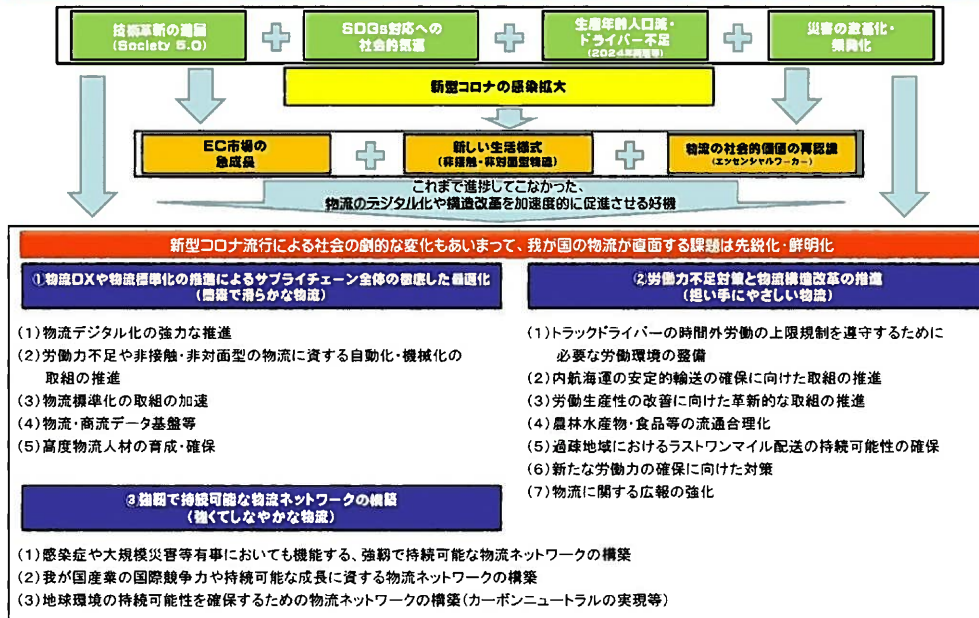 技術革新の進展
(Society 5.0)
SDGs対応への
社会的気運
生産年齢人口減・
ドライバー不足
(2024年問題等)
災害の激甚化・
頻発化
新型コロナの感染拡大
EC市場の
急成長
新しい生活様式
(非接触・非対面型物流)
物流の社会的価値の再認識
(エッセンシャルワーカー)
これまで進捗してこなかった、
物流のデジタル化や構造改革を加速度的に促進させる好機
新型コロナ流行による社会の劇的な変化もあいまって、我が国の物流が直面する課題は先鋭化・鮮明化
①物流DXや物流標準化の推進によるサプライチェーン全体の徹底した最適化
(簡素で滑らかな物流)
(1)物流デジタル化の強力な推進
(2)労働力不足や非接触・非対面型の物流に資する自動化・機械化の
取組の推進
(3)物流標準化の取組の加速
(4)物流・商流データ基盤等
(5)高度物流人材の育成・確保
②労働力不足対策と物流構造改革の推進
(担い手にやさしい物流)
(1)トラックドライバーの時間外労働の上限規制を遵守するために
必要な労働環境の整備
(2)内航海運の安定的輸送の確保に向けた取組の推進
(3)労働生産性の改善に向けた革新的な取組の推進
(4)農林水産物・食品等の流通合理化
(5)過疎地域におけるラストワンマイル配送の持続可能性の確保
(6)新たな労働力の確保に向けた対策
(7)物流に関する広報の強化
③強靭で持続可能な物流ネットワークの構築
(強くてしなやかな物流)
(1)感染症や大規模災害等有事においても機能する、強靭で持続可能な物流ネットワークの構築
(2)我が国産業の国際競争力や持続可能な成長に資する物流ネットワークの構築
(3)地球環境の持続可能性を確保するための物流ネットワークの構築(カーボンニュートラルの実現等)